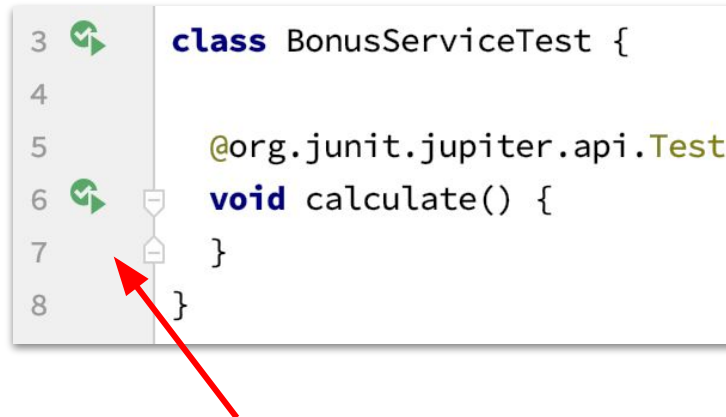 3 class BonusServiceTest {
4
5 @org.junit.jupiter.api.Test
6 void calculate() {
7 }
8 }